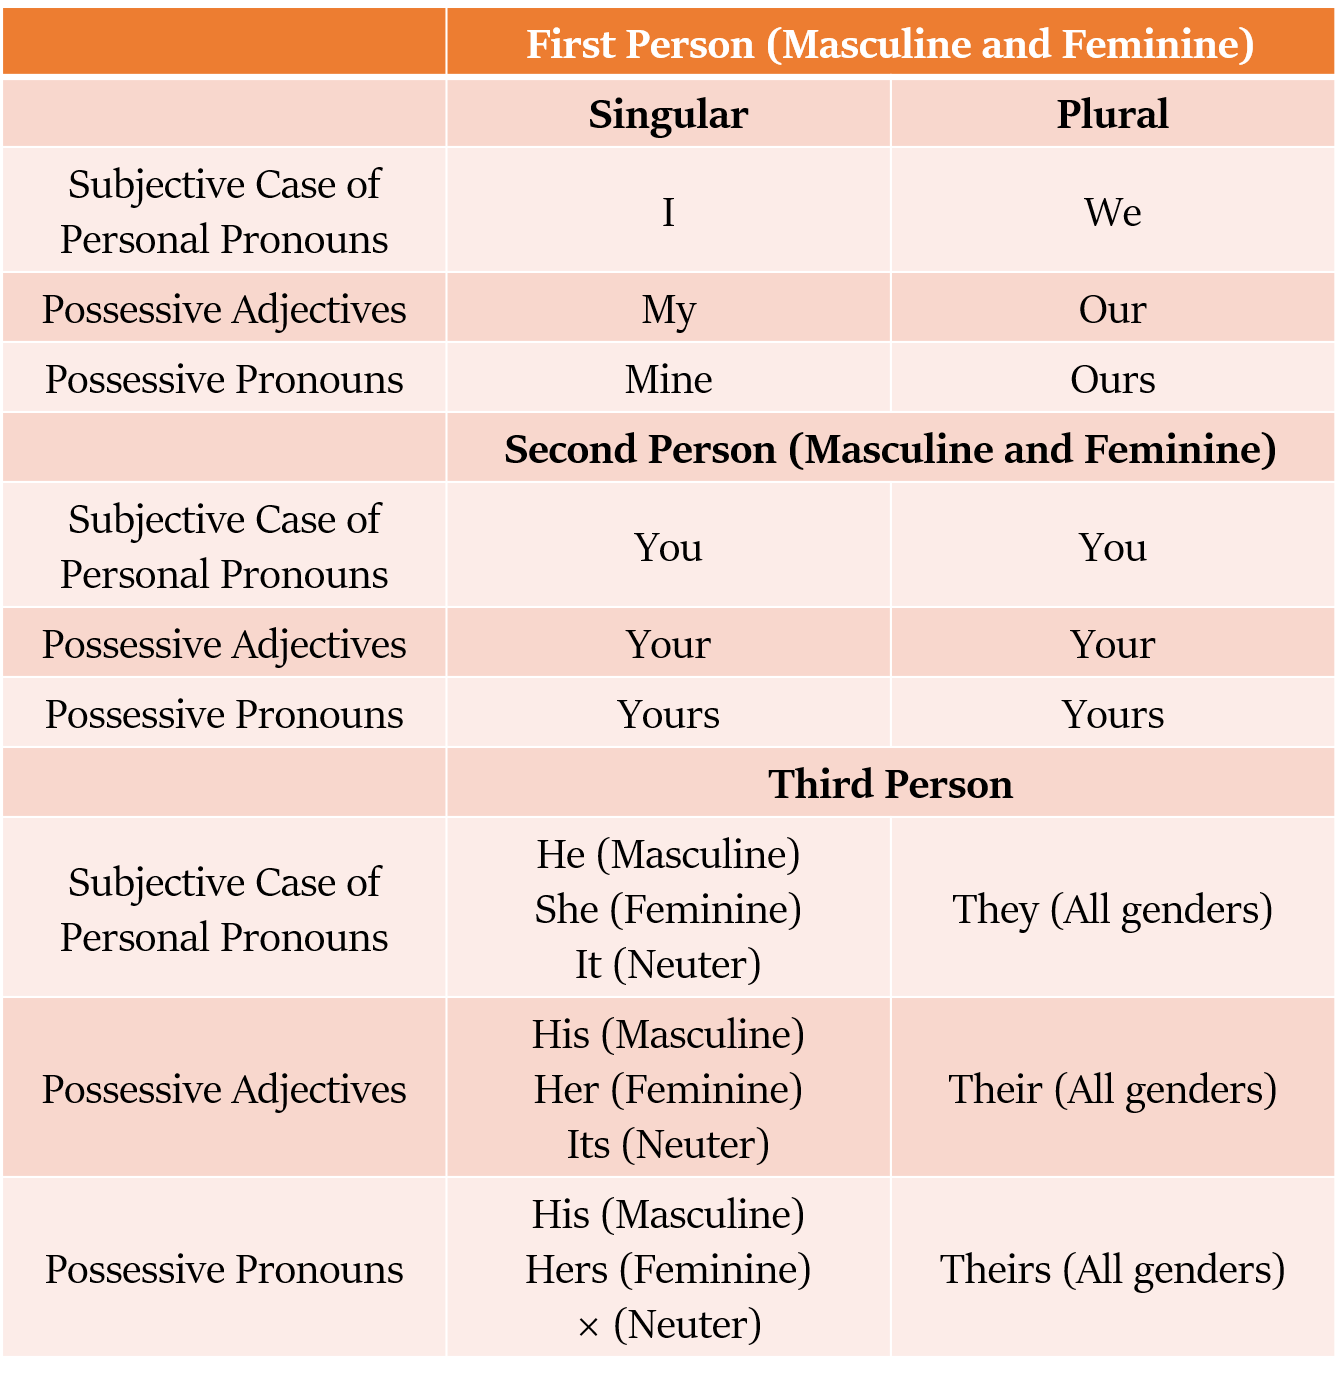 First Person (Masculine and Feminine)
Singular Plural
Subjective Case of
Personal Pronouns
I We
Possessive Adjectives My Our
Possessive Pronouns Mine Ours
Second Person (Masculine and Feminine)
Subjective Case of
Personal Pronouns
You You
Possessive Adjectives Your Your
Possessive Pronouns Yours Yours
Third Person
Subjective Case of
Personal Pronouns
He (Masculine)
She (Feminine)
It (Neuter)
They (All genders)
Possessive Adjectives
His (Masculine)
Her (Feminine)
Its (Neuter)
Their (All genders)
Possessive Pronouns
His (Masculine)
Hers (Feminine)
× (Neuter)
Theirs (All genders)